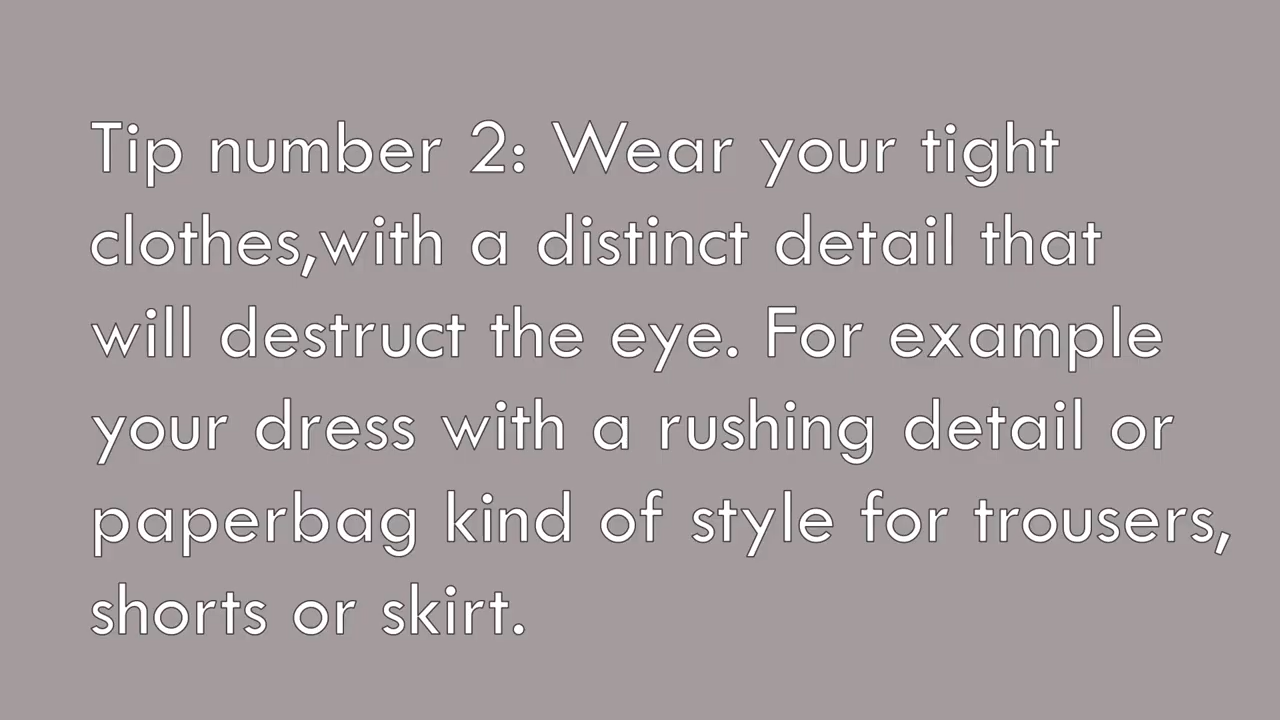 Tip number 2: Wear your tight
clothes,with a distinct detail that
will destruct the eye. For example
your dress with a rushing detail or
paperbag kind of style for trousers,
shorts or skirt.